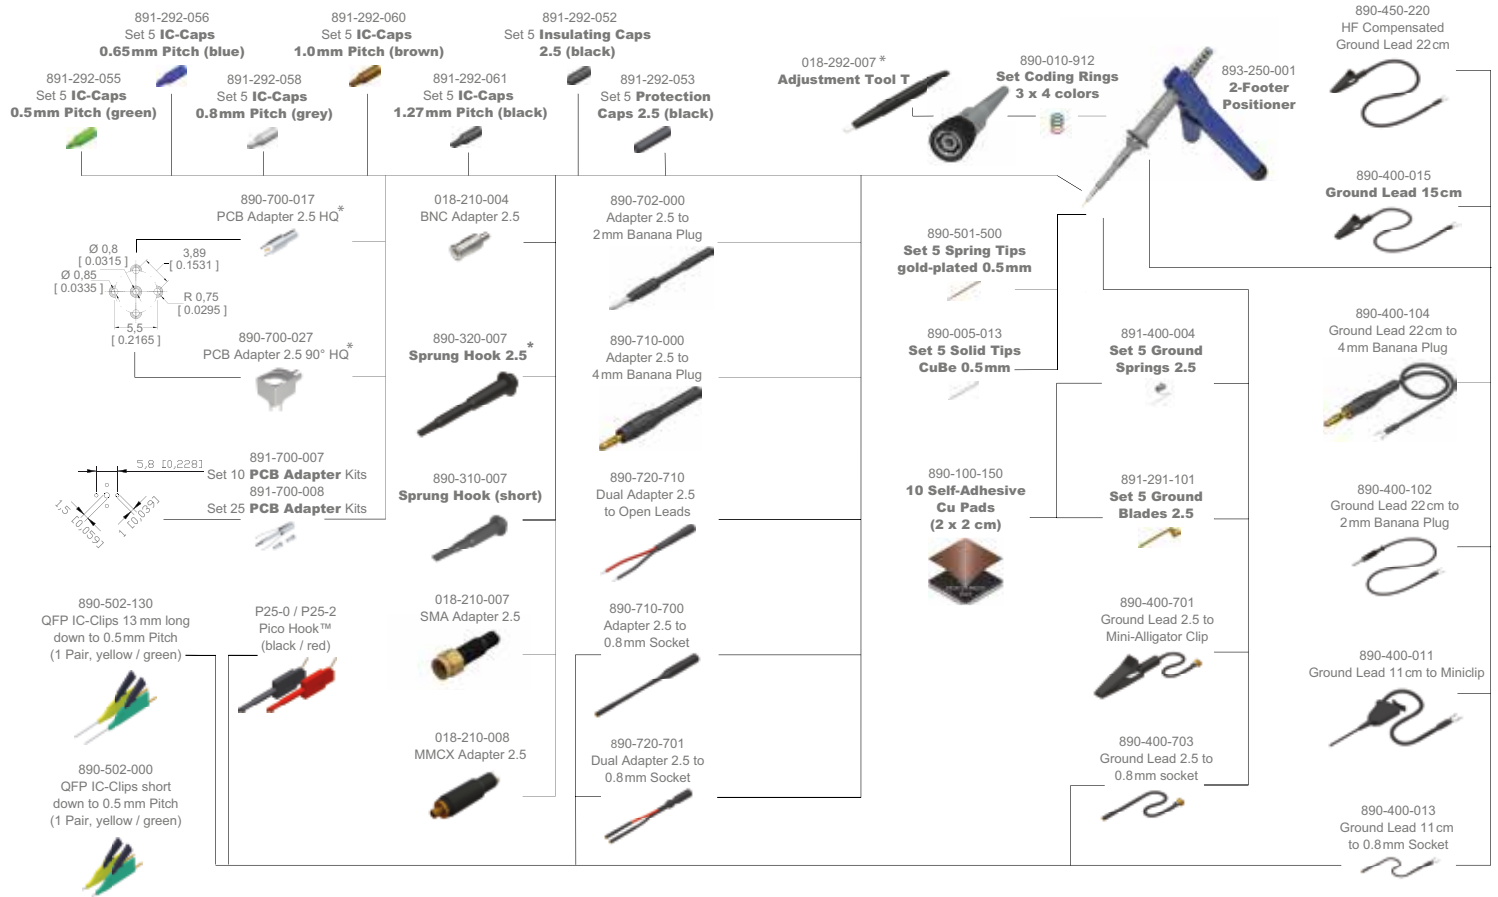 891-292-056
Set 5 IC-Caps
0.65mm Pitch (blue)
891-292-060
Set 5 IC-Caps
1.0mm Pitch (brown)
891-292-052
Set 5 Insulating Caps
2.5 (black)
891-292-055
Set 5 IC-Caps
0.5mm Pitch (green)
891-292-058
Set 5 IC-Caps
0.8mm Pitch (grey)
891-292-061
Set 5 IC-Caps
1.27mm Pitch (black)
891-292-053
Set 5 Protection
Caps 2.5 (black)
018-292-007 *
Adjustment Tool T
890-010-912
Set Coding Rings
3 x 4 colors
893-250-001
2-Footer
Positioner
890-450-220
HF Compensated
Ground Lead 22cm
890-400-015
Ground Lead 15cm
890-700-017
PCB Adapter 2.5 HQ*
Ø 0,8
[ 0.0315 ]
3,89
[ 0.1531 ]
Ø 0,85
[ 0.0335 ]
R 0,75
[ 0.0295 ]
5,5
[ 0.2165 ]
890-700-027
PCB Adapter 2.5 90° HQ*
5,8 [0,228]
1,5 [0,059]
1 [0,039]
891-700-007
Set 10 PCB Adapter Kits
891-700-008
Set 25 PCB Adapter Kits
018-210-004
BNC Adapter 2.5
890-320-007
Sprung Hook 2.5*
890-310-007
Sprung Hook (short)
018-210-007
SMA Adapter 2.5
018-210-008
MMCX Adapter 2.5
890-702-000
Adapter 2.5 to
2mm Banana Plug
890-710-000
Adapter 2.5 to
4mm Banana Plug
890-720-710
Dual Adapter 2.5
to Open Leads
890-710-700
Adapter 2.5 to
0.8mm Socket
890-720-701
Dual Adapter 2.5 to
0.8mm Socket
890-501-500
Set 5 Spring Tips
gold-plated 0.5mm
890-005-013
Set 5 Solid Tips
CuBe 0.5mm
890-100-150
10 Self-Adhesive
Cu Pads
(2 x 2 cm)
891-400-004
Set 5 Ground
Springs 2.5
891-291-101
Set 5 Ground
Blades 2.5
890-400-701
Ground Lead 2.5 to
Mini-Alligator Clip
890-400-703
Ground Lead 2.5 to
0.8mm socket
890-400-104
Ground Lead 22cm to
4mm Banana Plug
890-400-102
Ground Lead 22cm to
2mm Banana Plug
890-400-011
Ground Lead 11cm to Miniclip
890-400-013
Ground Lead 11cm
to 0.8mm Socket
890-502-130
QFP IC-Clips 13mm long
down to 0.5mm Pitch
(1 Pair, yellow / green)
P25-0 / P25-2
Pico Hook™
(black / red)
890-502-000
QFP IC-Clips short
down to 0.5mm Pitch
(1 Pair, yellow / green)